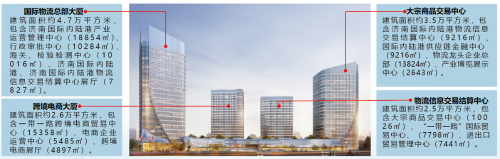 国际物流总部大厦
建筑面积约4.7万平方米，
包含济南国际内陆港产业
运营管理中心（18854㎡）、
行政审批中心（10284㎡）、
海关、检验检测中心（10
016㎡）、济南国际内陆
港、济南国际内陆港物流信
息交易结算中心展厅（7
827㎡）。
跨境电商大厦
建筑面积约2.6万平方米，包
含一带一路跨境电商贸易中
心（15358㎡）、电商企业
运营中心（5485㎡）、跨境
电商展厅（4897㎡）。
大宗商品交易中心
建筑面积约3.5万平方米，
包含济南国际内陆港物流信
息交易结算中心（9216㎡）、
国际内陆港供应链金融中心
（9216㎡）、物流龙头企业总
部（13824㎡）、产业博览展示
中心（2643㎡）。
物流信息交易结算中心
建筑面积约2.5万平方米，包
含大宗商品交易中心（100
26㎡）、“一带一路”国际贸
易中心、（7798㎡）、进出口
贸易管理中心（7441㎡）。